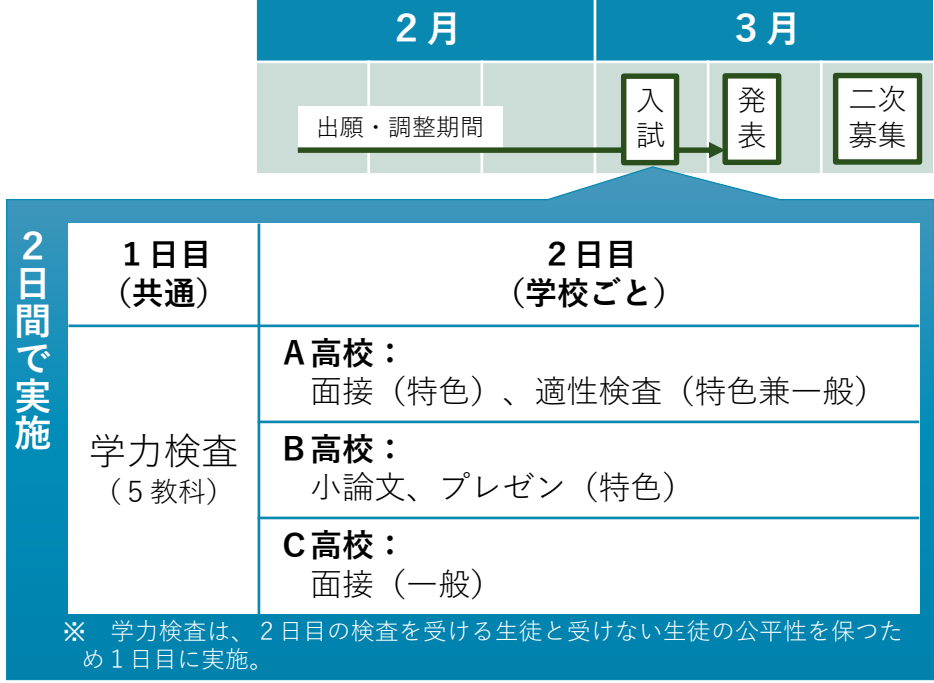 2月
3月
出願・調整期間
入試
発表
二次
募集
2日間で実施
1日目
(共通)
2日目
(学校ごと)
学力検査
(5教科)
A高校：
面接(特色)、適性検査(特色兼一般)
B高校：
小論文、プレゼン(特色)
C高校：
面接(一般)
※　学力検査は、2日目の検査を受ける生徒と受けない生徒の公平性を保つた
め1日目に実施。